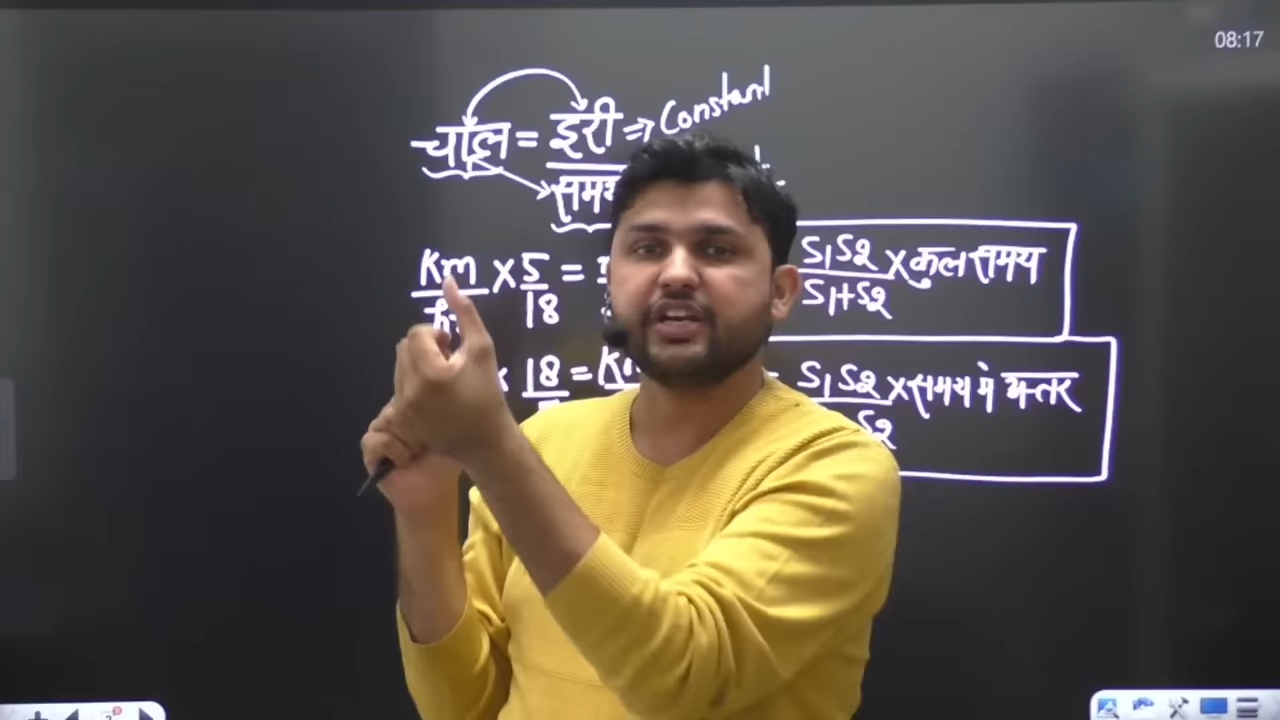 08:17
चाल = दूरी ⇒ Constant
समय
Km × 5 =
18
S1S2 × कुल समय
S1+S2
× 18 = Km
S1S2 × समय मे अन्तर
S2